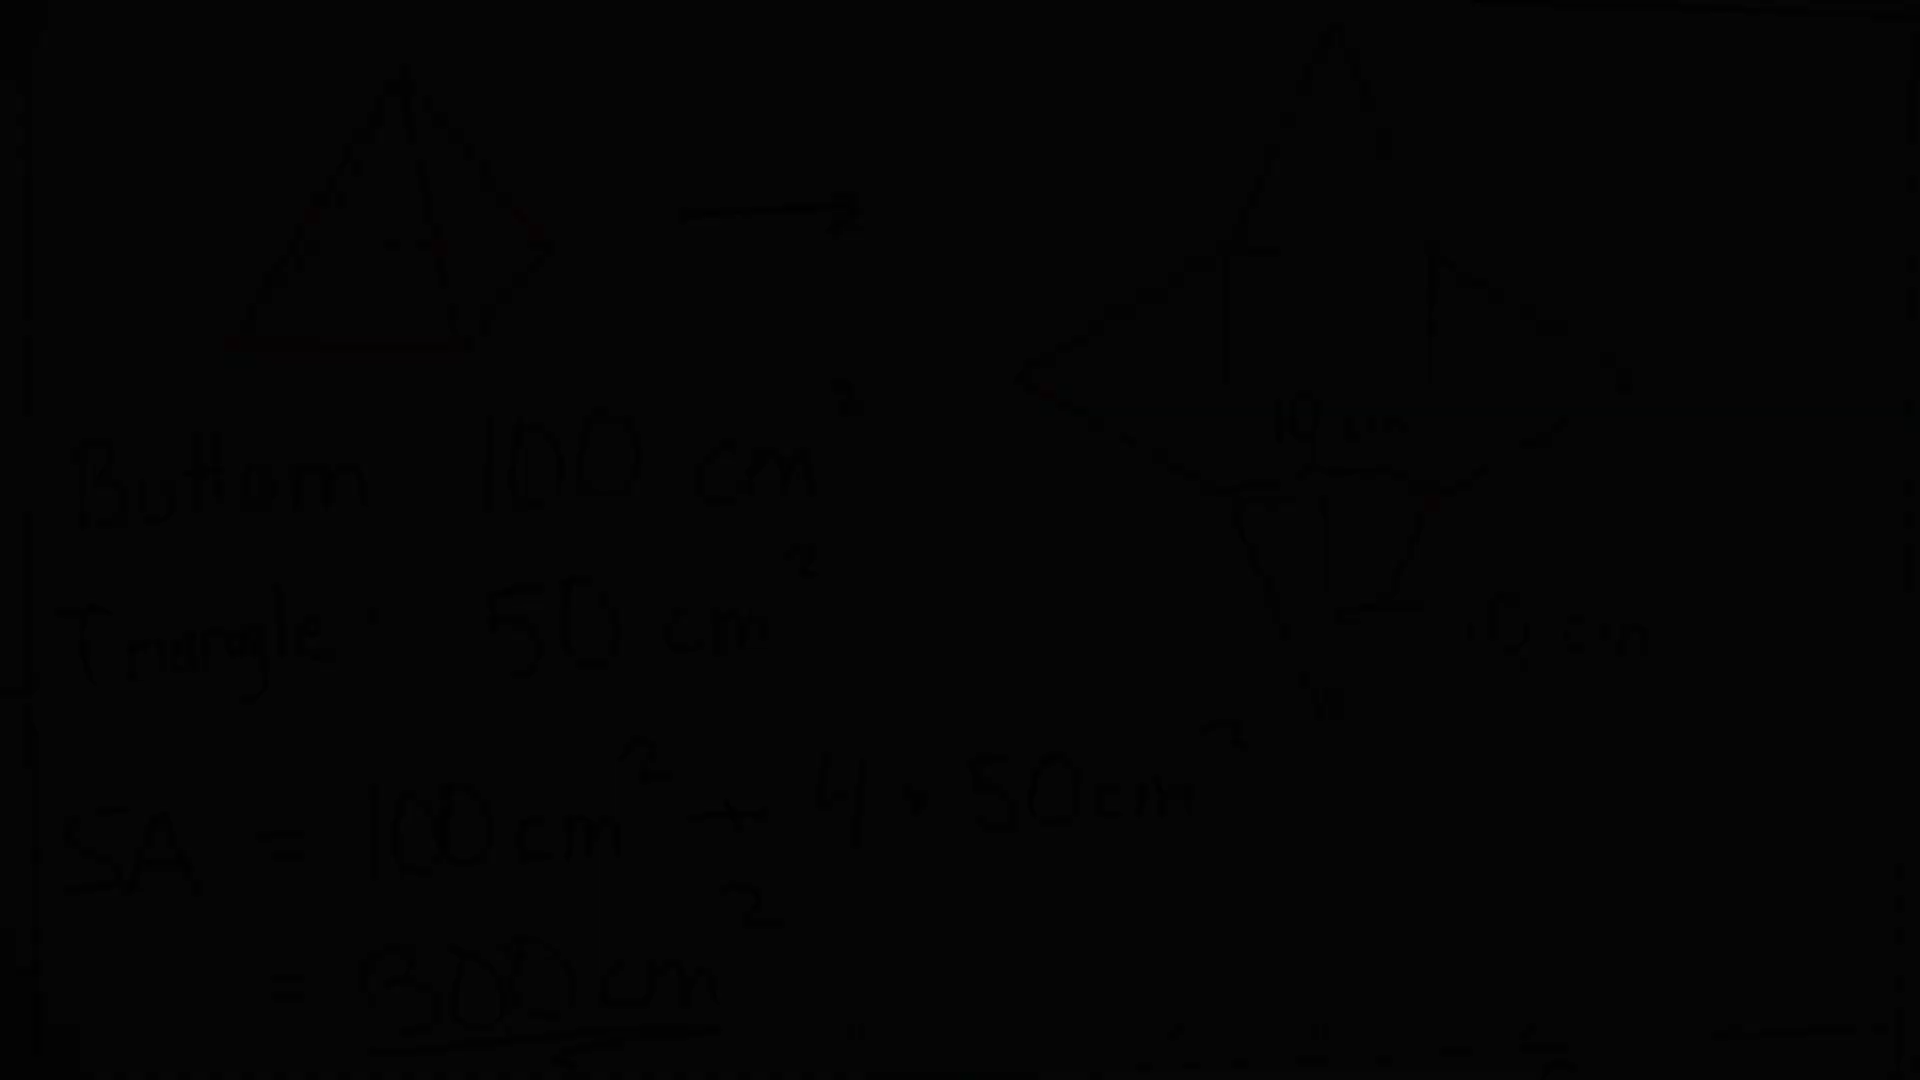 10 cm
Bottom 100 cm²
Triangle: 50 cm²
10 cm
SA = 100 cm² + 4 · 50 cm²
= 300 cm²